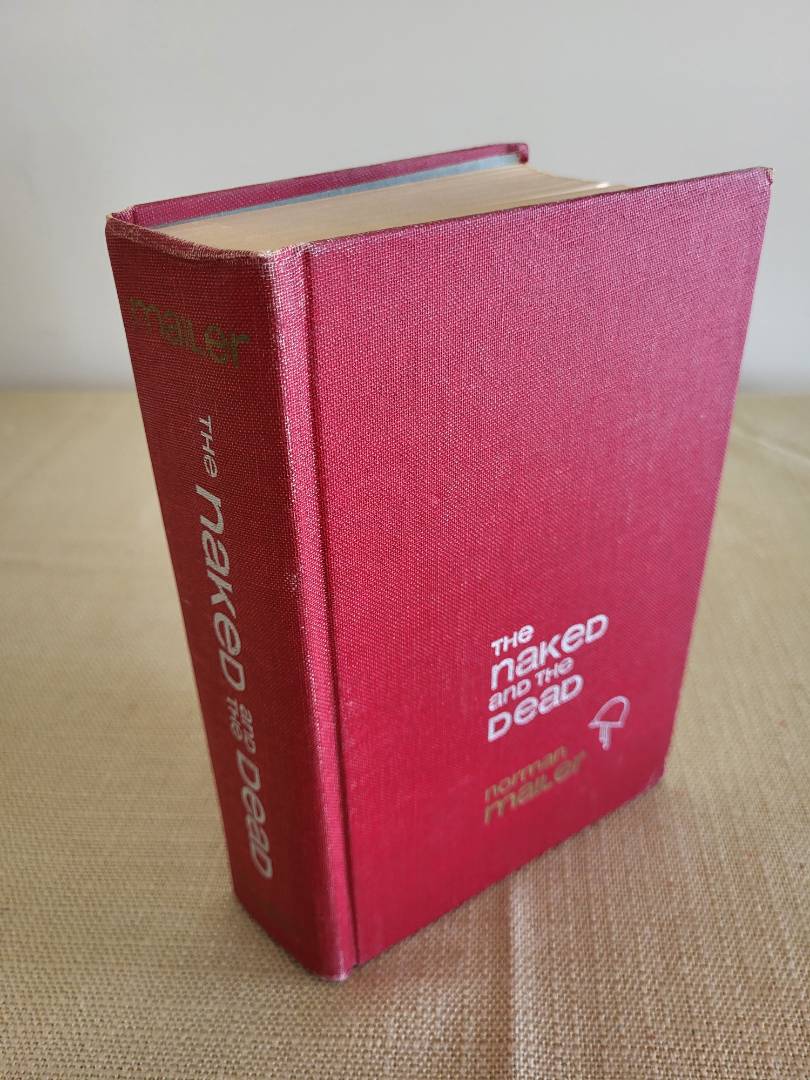 maiLer
THe naKeD anD THe DeaD
THe
naKeD
anD THe
DeaD
norman
maiLer